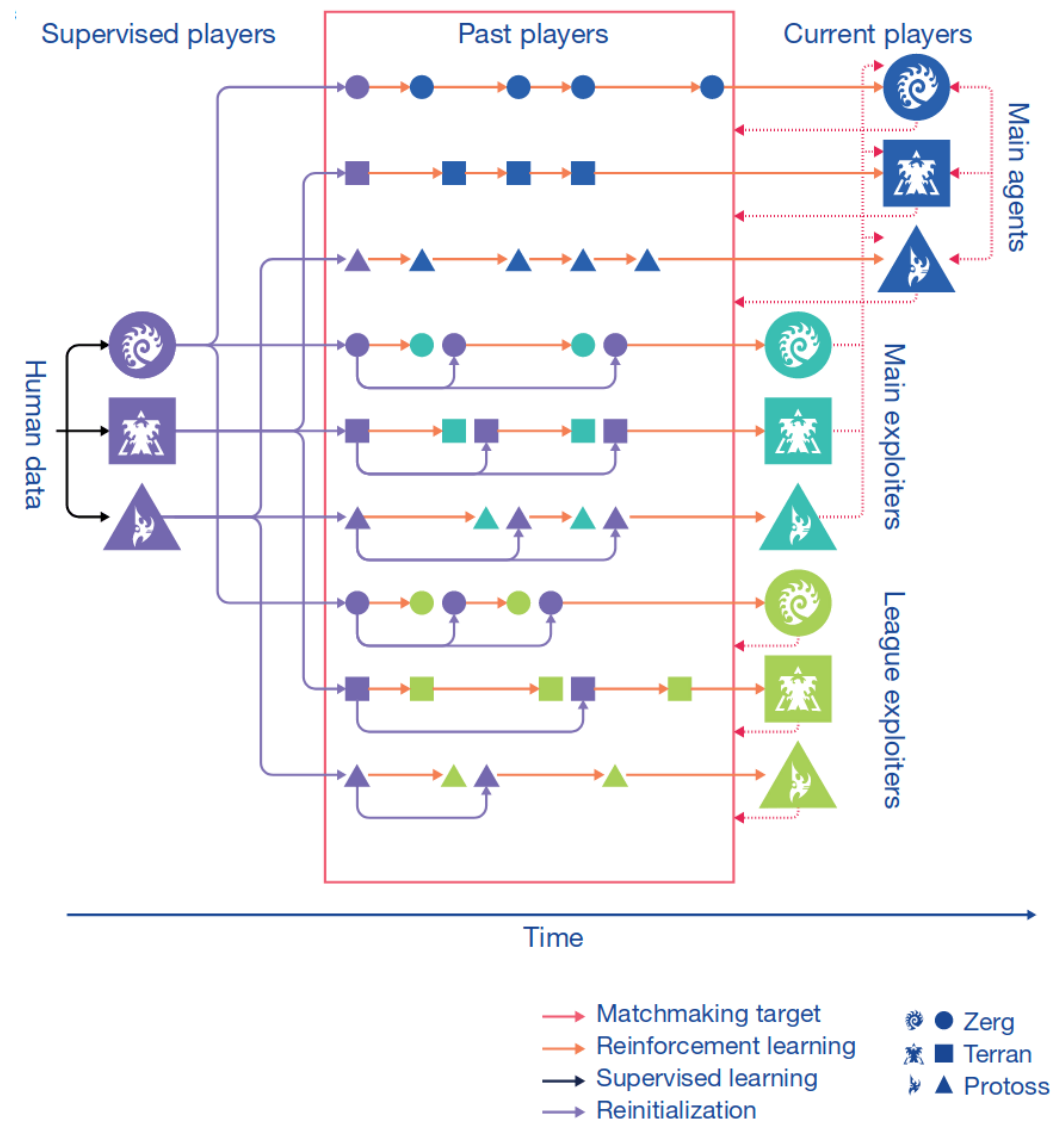 Supervised players
Past players
Current players
Main agents
Human data
Main exploiters
League exploiters
Time
Matchmaking target
Reinforcement learning
Supervised learning
Reinitialization
Zerg
Terran
Protoss